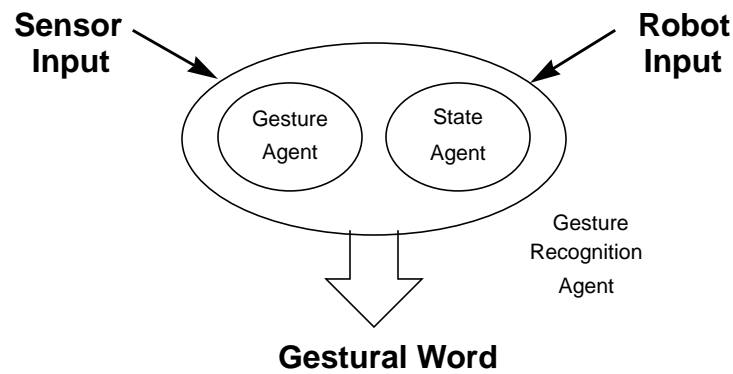 Sensor
Input
Robot
Input
Gesture
Agent
State
Agent
Gesture
Recognition
Agent
Gestural Word